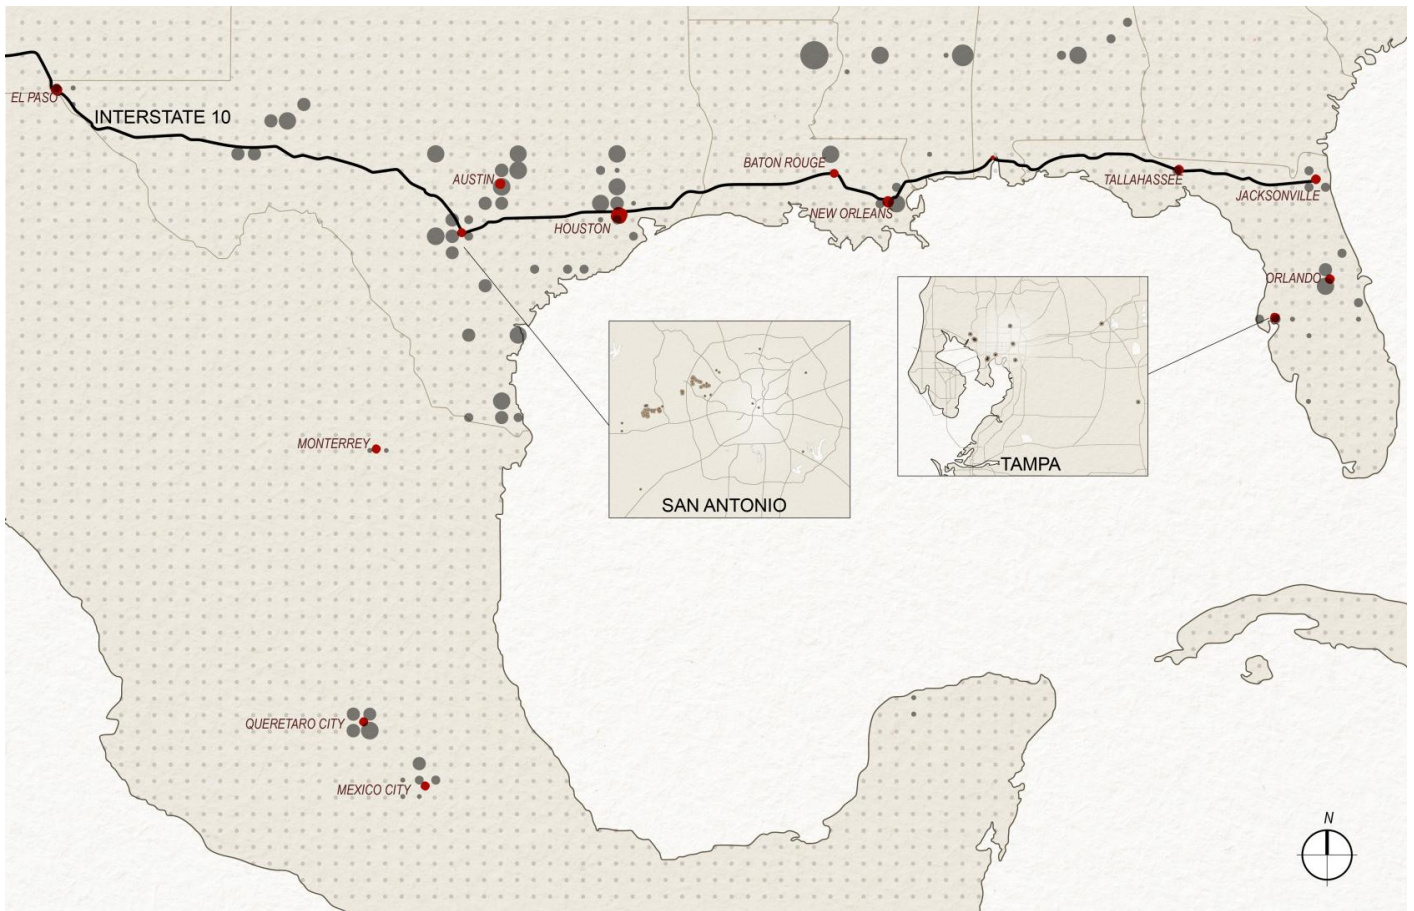 EL PASO
INTERSTATE 10
AUSTIN
HOUSTON
BATON ROUGE
NEW ORLEANS
TALLAHASSEE
JACKSONVILLE
ORLANDO
MONTERREY
SAN ANTONIO
TAMPA
QUERETARO CITY
MEXICO CITY
N